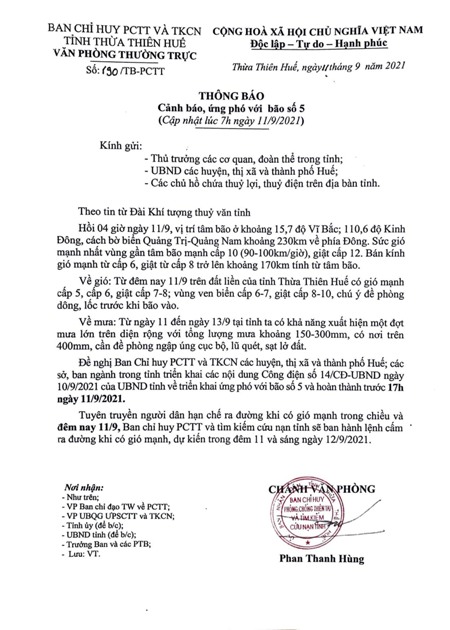 BAN CHỈ HUY PCTT VÀ TKCN
TỈNH THỪA THIÊN HUẾ
VĂN PHÒNG THƯỜNG TRỰC
Số: 190/TB-PCTT
CỘNG HOÀ XÃ HỘI CHỦ NGHĨA VIỆT NAM
Độc lập – Tự do – Hạnh phúc
Thừa Thiên Huế, ngày11tháng 9 năm 2021
THÔNG BÁO
Cảnh báo, ứng phó với bão số 5
(Cập nhật lúc 7h ngày 11/9/2021)
Kính gửi:
- Thủ trưởng các cơ quan, đoàn thể trong tỉnh;
- UBND các huyện, thị xã và thành phố Huế;
- Các chủ hồ chứa thuỷ lợi, thuỷ điện trên địa bàn tỉnh.
Theo tin từ Đài Khí tượng thuỷ văn tỉnh
Hồi 04 giờ ngày 11/9, vị trí tâm bão ở khoảng 15,7 độ Vĩ Bắc; 110,6 độ Kinh
Đông, cách bờ biển Quảng Trị-Quảng Nam khoảng 230km về phía Đông. Sức gió
mạnh nhất vùng gần tâm bão mạnh cấp 10 (90-100km/giờ), giật cấp 12. Bán kính
gió mạnh từ cấp 6, giật từ cấp 8 trở lên khoảng 170km tính từ tâm bão.
Về gió: Từ đêm nay 11/9 trên đất liền của tỉnh Thừa Thiên Huế có gió mạnh
cấp 5, cấp 6, giật cấp 7-8; vùng ven biển cấp 6-7, giật cấp 8-10, chú ý đề phòng
dông, lốc trước khi bão vào.
Về mưa: Từ ngày 11 đến ngày 13/9 tại tỉnh ta có khả năng xuất hiện một đợt
mưa lớn trên diện rộng với tổng lượng mưa khoảng 150-300mm, có nơi trên
400mm, cần đề phòng ngập úng cục bộ, lũ quét, sạt lở đất.
Đề nghị Ban Chỉ huy PCTT và TKCN các huyện, thị xã và thành phố Huế; các
sở, ban ngành trong tỉnh triển khai các nội dung Công điện số 14/CĐ-UBND ngày
10/9/2021 của UBND tỉnh về triển khai ứng phó với bão số 5 và hoàn thành trước 17h
ngày 11/9/2021.
Tuyên truyền người dân hạn chế ra đường khi có gió mạnh trong chiều và
đêm nay 11/9, Ban chỉ huy PCTT và tìm kiếm cứu nạn tỉnh sẽ ban hành lệnh cấm
ra đường khi có gió mạnh, dự kiến trong đêm 11 và sáng ngày 12/9/2021.
Nơi nhận:
- Như trên;
- VP Ban chỉ đạo TW về PCTT;
- VP UBQG ƯPSCTT và TKCN;
- Tỉnh ủy (để b/c);
- UBND tỉnh (để b/c);
- Trưởng Ban và các PTB;
- Lưu: VT.
CHÁNH VĂN PHÒNG
BAN CHỈ HUY
PHÒNG CHỐNG THIÊN TAI
VÀ TÌM KIẾM
CỨU NẠN TỈNH
Phan Thanh Hùng